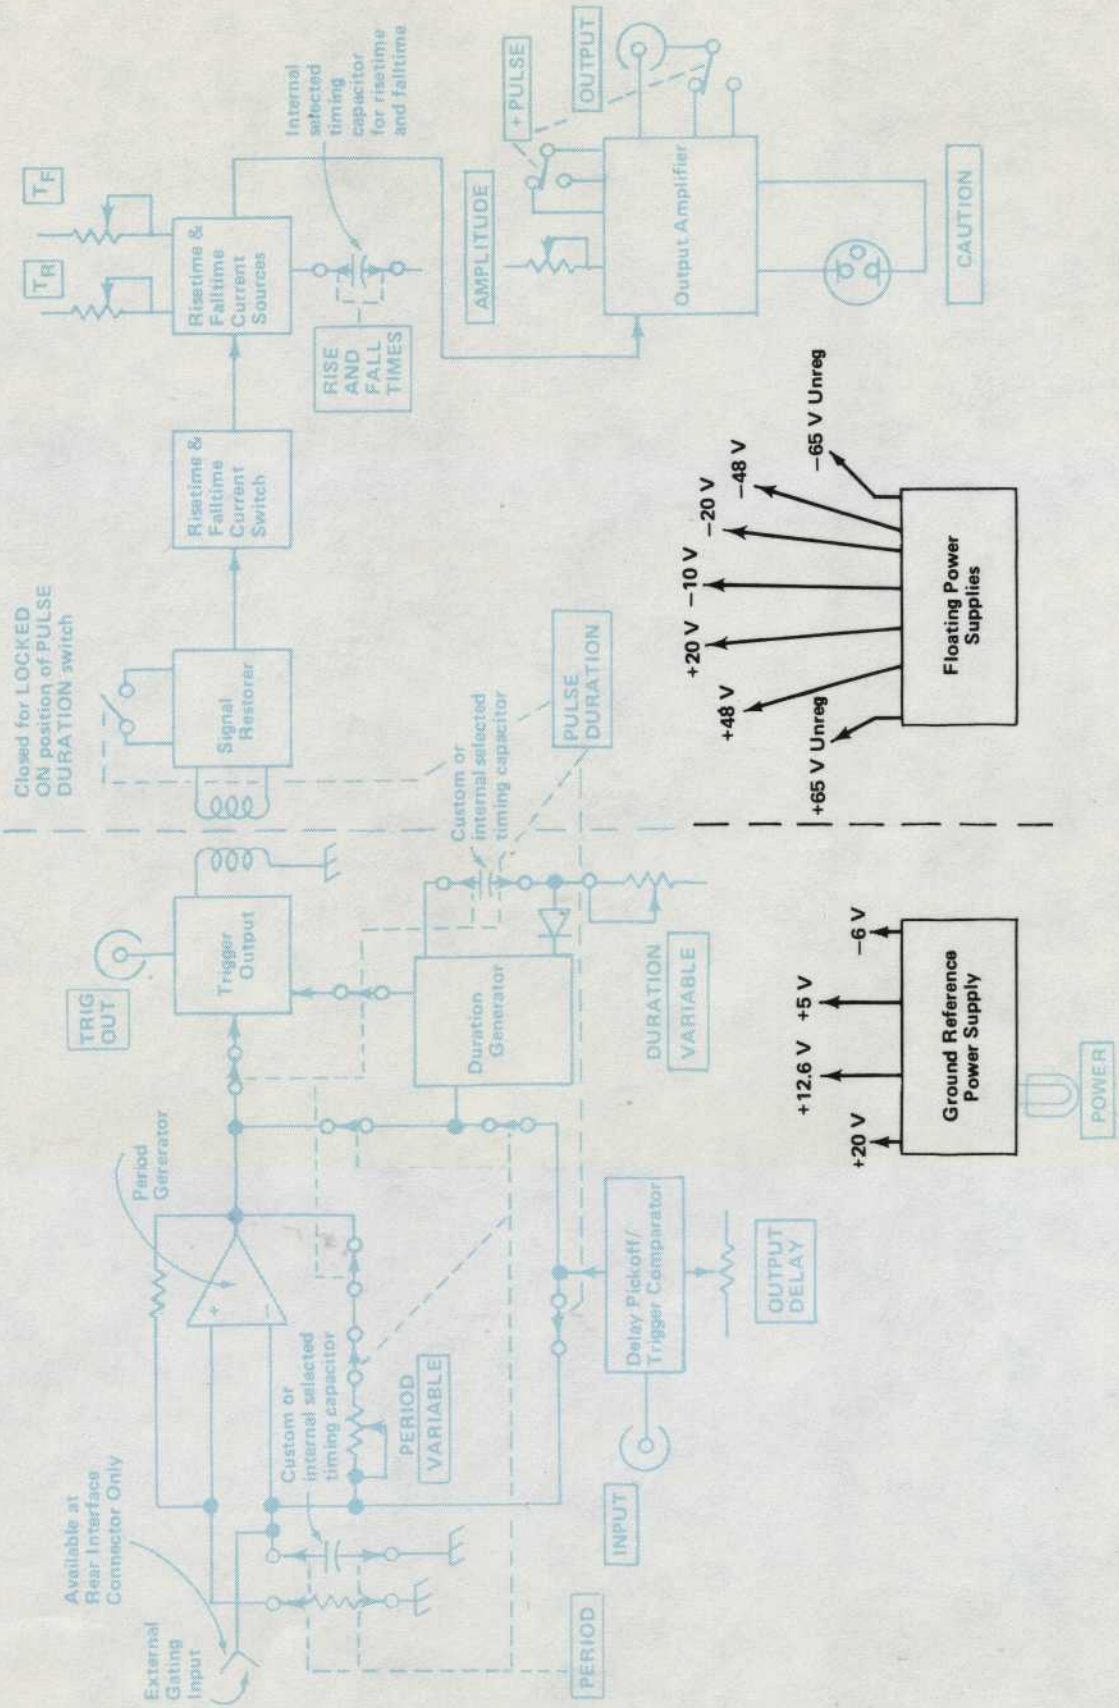 External
Gating
Input
Available at
Rear Interface
Connector Only
Period
Gererator
+
−
Custom or
internal selected
timing capacitor
PERIOD
VARIABLE
PERIOD
INPUT
Delay Pickoff/
Trigger Comparator
OUTPUT
DELAY
TRIG
OUT
Trigger
Output
Duration
Generator
DURATION
VARIABLE
Custom or
internal selected
timing capacitor
PULSE
DURATION
Closed for LOCKED
ON position of PULSE
DURATION switch
Signal
Restorer
Risetime &
Falltime
Current
Switch
TR
TF
Risetime &
Falltime
Current
Sources
RISE
AND
FALL
TIMES
Internal
selected
timing
capacitor
for risetime
and falltime
AMPLITUDE
+ PULSE
OUTPUT
Output Amplifier
CAUTION
+20 V
+12.6 V
+5 V
−6 V
Ground Reference
Power Supply
POWER
+65 V Unreg
+48 V
+20 V
−10 V
−20 V
−48 V
−65 V Unreg
Floating Power
Supplies